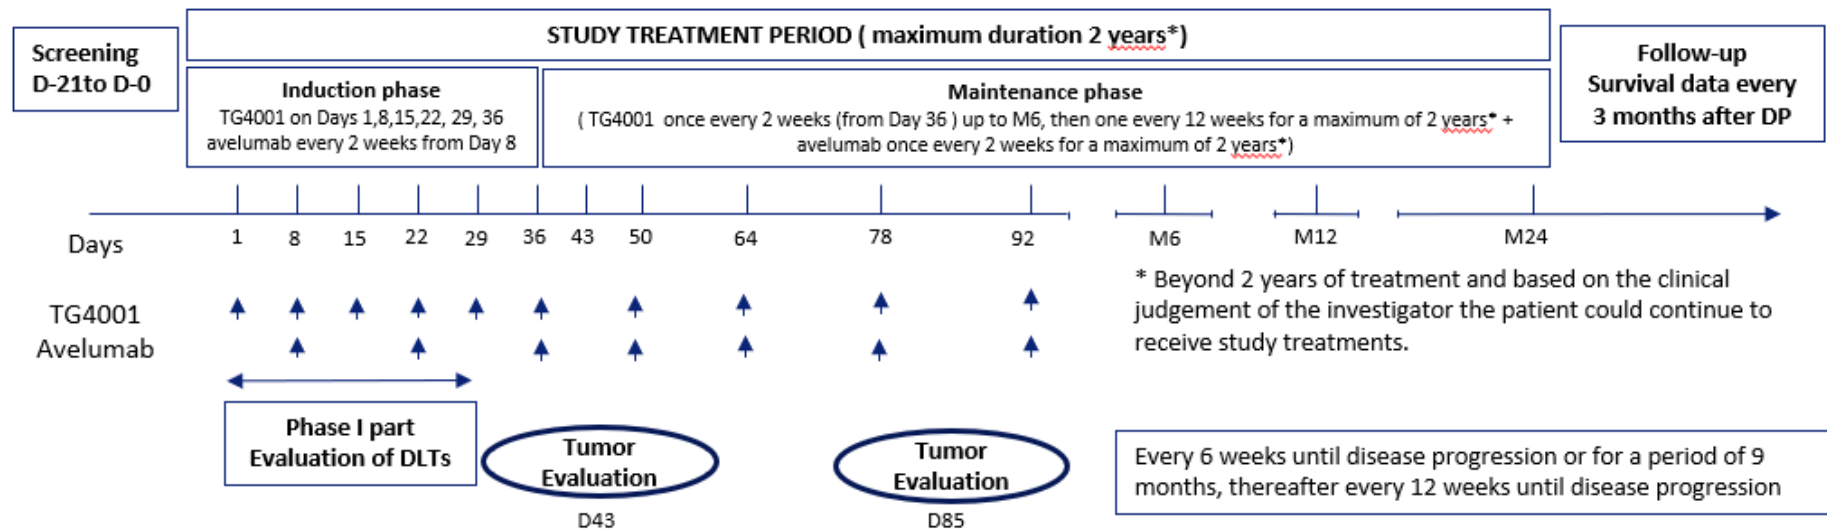 Screening
D-21to D-0
STUDY TREATMENT PERIOD ( maximum duration 2 years*)
Induction phase
TG4001 on Days 1,8,15,22, 29, 36
avelumab every 2 weeks from Day 8
Maintenance phase
( TG4001 once every 2 weeks (from Day 36 ) up to M6, then one every 12 weeks for a maximum of 2 years* +
avelumab once every 2 weeks for a maximum of 2 years*)
Follow-up
Survival data every
3 months after DP
Days 1 8 15 22 29 36 43 50 64 78 92 M6 M12 M24
TG4001
Avelumab
* Beyond 2 years of treatment and based on the clinical
judgement of the investigator the patient could continue to
receive study treatments.
Phase I part
Evaluation of DLTs
Tumor
Evaluation
D43
Tumor
Evaluation
D85
Every 6 weeks until disease progression or for a period of 9
months, thereafter every 12 weeks until disease progression